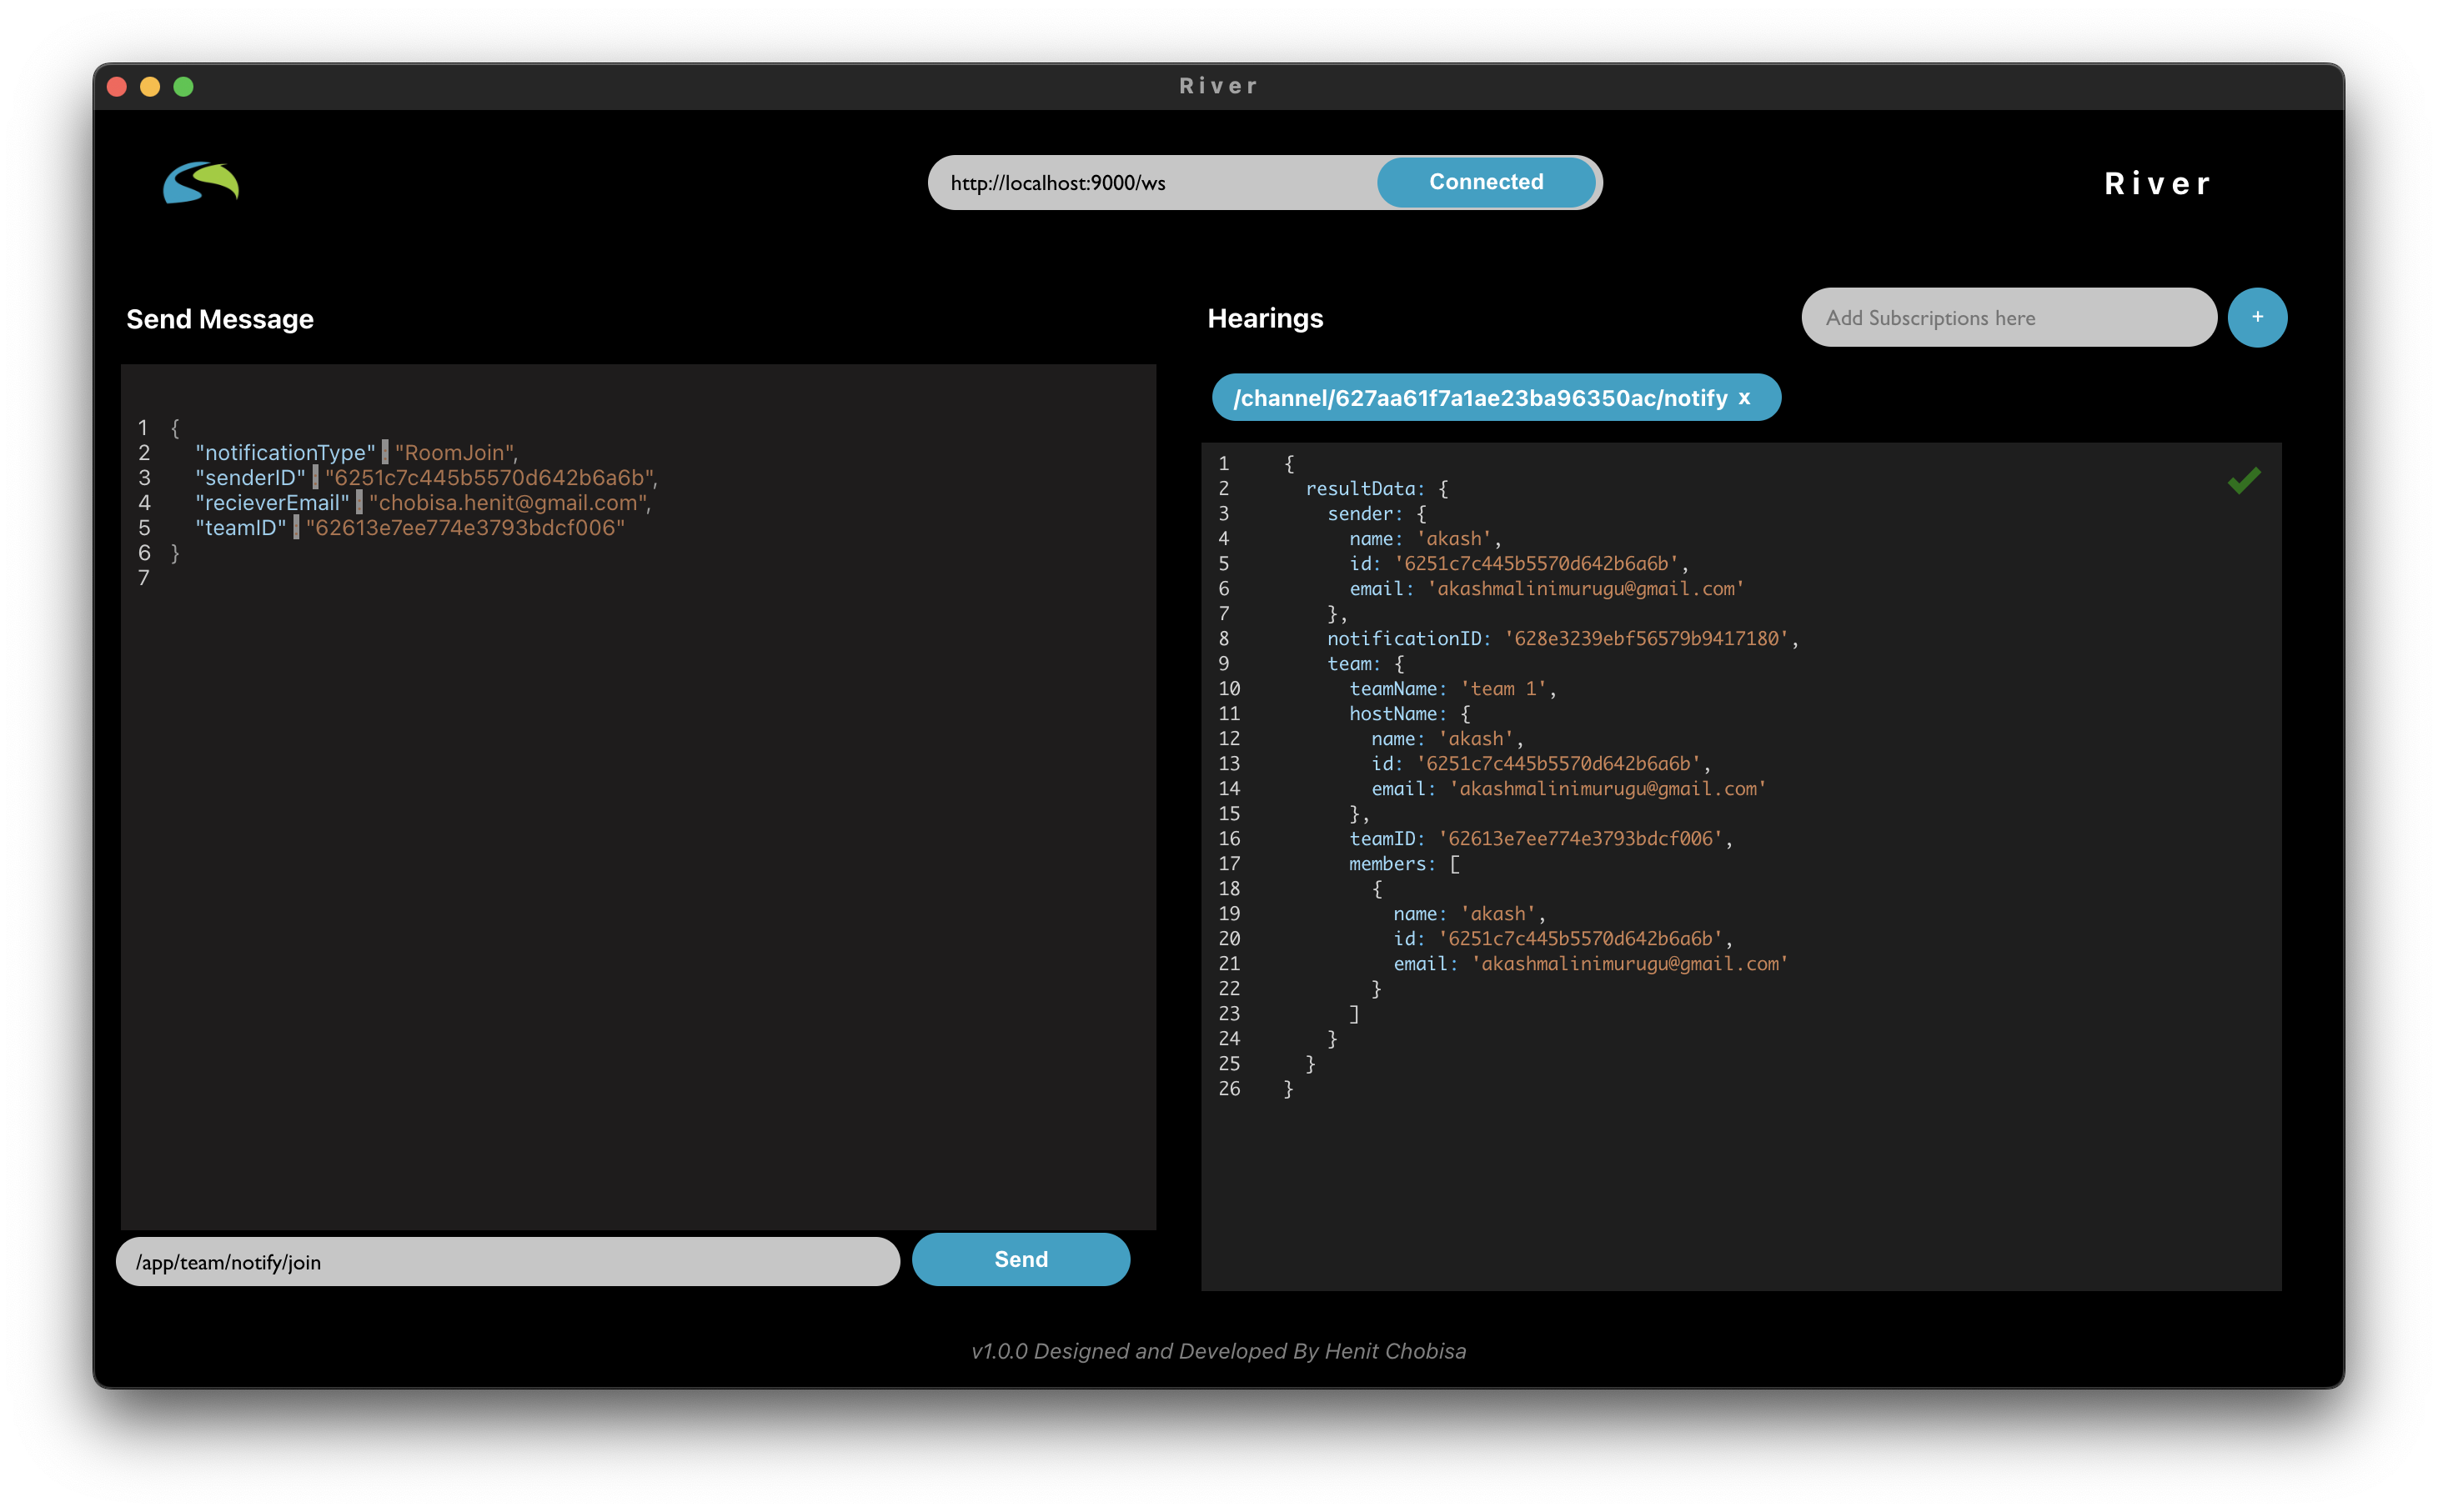 River
http://localhost:9000/ws Connected
River
Send Message
1 {
2 "notificationType" : "RoomJoin",
3 "senderID" : "6251c7c445b5570d642b6a6b",
4 "recieverEmail" : "chobisa.henit@gmail.com",
5 "teamID" : "62613e7ee774e3793bdcf006"
6 }
7
/app/team/notify/join Send
Hearings
Add Subscriptions here +
/channel/627aa61f7a1ae23ba96350ac/notify x
1 {
2 resultData: {
3 sender: {
4 name: 'akash',
5 id: '6251c7c445b5570d642b6a6b',
6 email: 'akashmalinimurugu@gmail.com'
7 },
8 notificationID: '628e3239ebf56579b9417180',
9 team: {
10 teamName: 'team 1',
11 hostName: {
12 name: 'akash',
13 id: '6251c7c445b5570d642b6a6b',
14 email: 'akashmalinimurugu@gmail.com'
15 },
16 teamID: '62613e7ee774e3793bdcf006',
17 members: [
18 {
19 name: 'akash',
20 id: '6251c7c445b5570d642b6a6b',
21 email: 'akashmalinimurugu@gmail.com'
22 }
23 ]
24 }
25 }
26 }
v1.0.0 Designed and Developed By Henit Chobisa